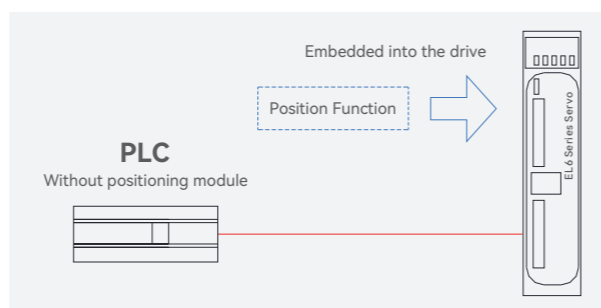 Embedded into the drive
Position Function
EL6 Series Servo
PLC
Without positioning module